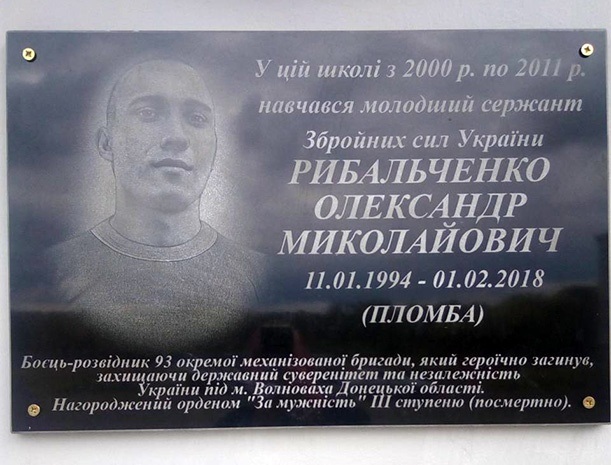 У цій школі з 2000 р. по 2011 р.
навчався молодший сержант
Збройних сил України
РИБАЛЬЧЕНКО
ОЛЕКСАНДР
МИКОЛАЙОВИЧ
11.01.1994 - 01.02.2018
(ПЛОМБА)
Боєць-розвідник 93 окремої механізованої бригади, який героїчно загинув,
захищаючи державний суверенітет та незалежність
України під м. Волноваха Донецької області.
Нагороджений орденом "За мужність" III ступеню (посмертно).